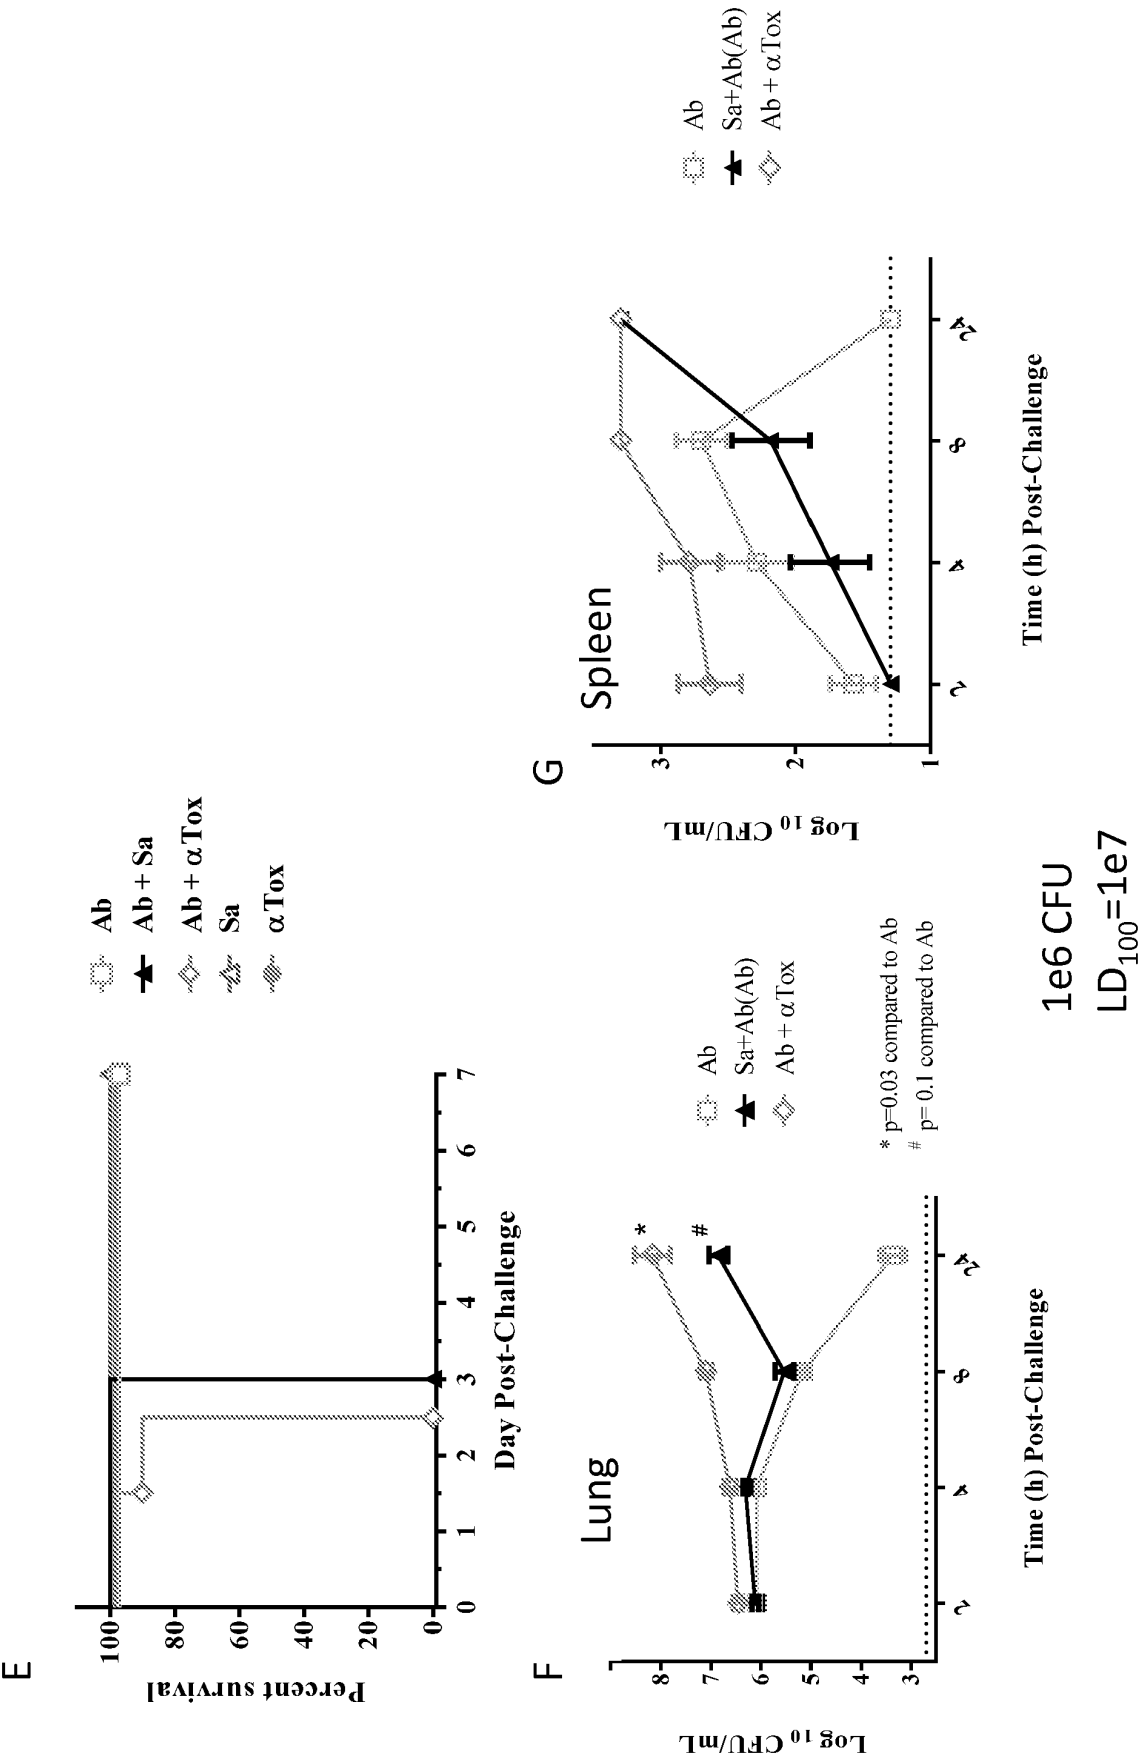 E
Percent survival
100
80
60
40
20
0
0 1 2 3 4 5 6 7
Day Post-Challenge
Ab
Ab + Sa
Ab + αTox
Sa
αTox
F
Lung
Log 10 CFU/mL
8
7
6
5
4
3
2 4 8 24
Time (h) Post-Challenge
*
#
Ab
Sa+Ab(Ab)
Ab + αTox
* p=0.03 compared to Ab
# p= 0.1 compared to Ab
G
Spleen
Log 10 CFU/mL
3
2
1
2 4 8 24
Time (h) Post-Challenge
Ab
Sa+Ab(Ab)
Ab + αTox
1e6 CFU
LD100=1e7